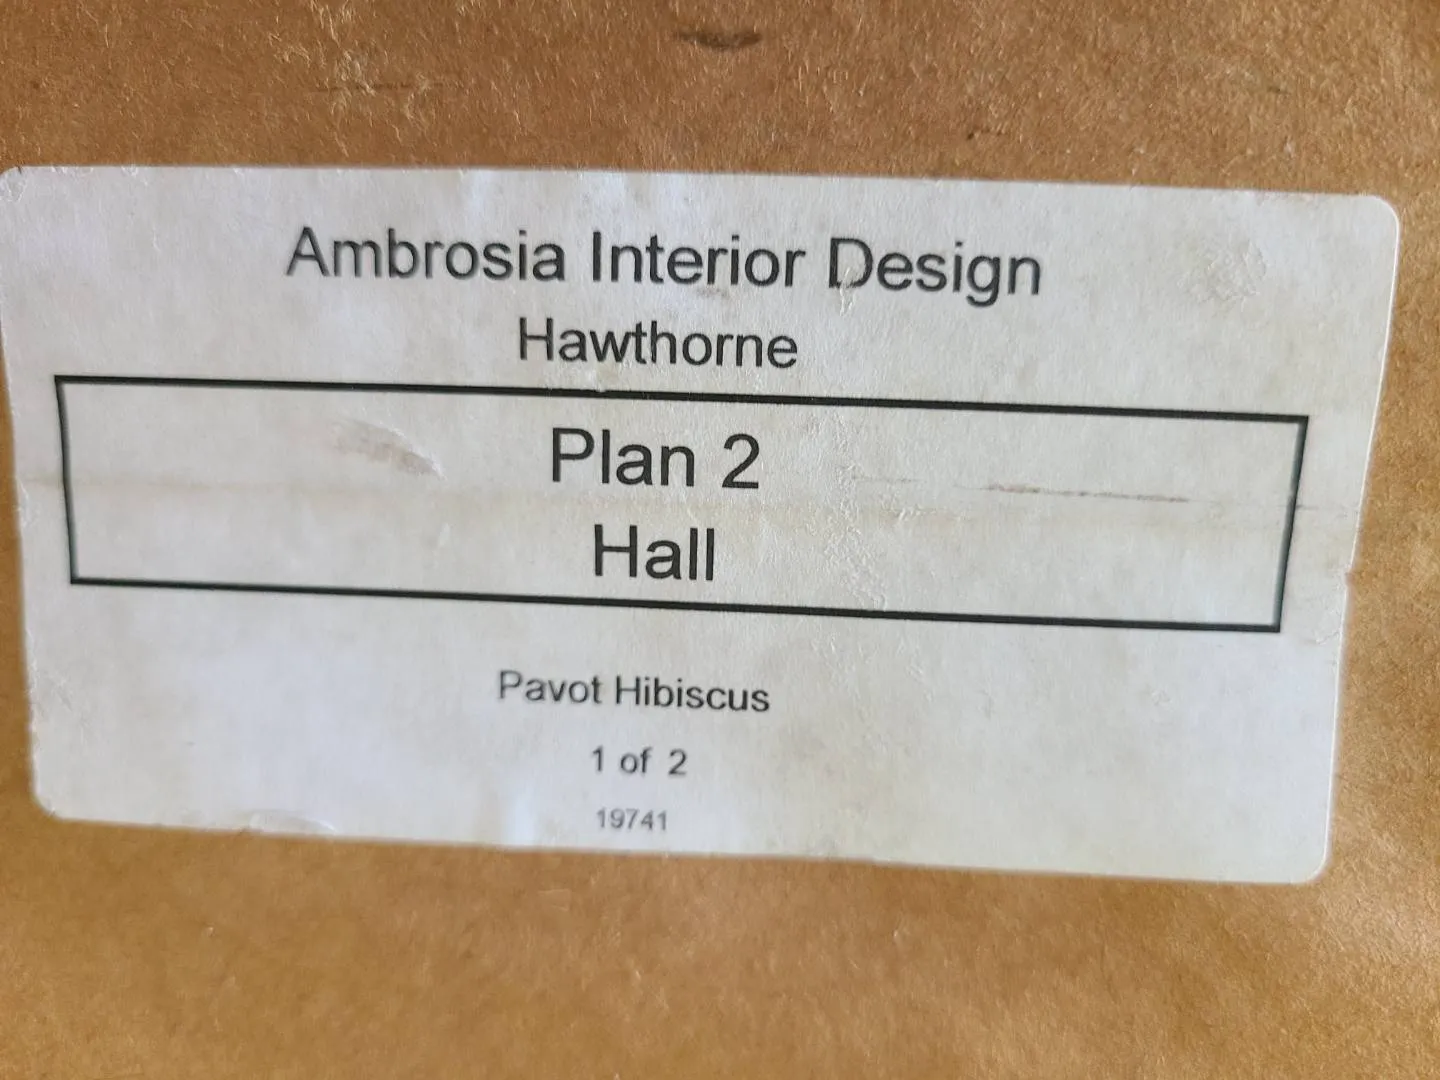 Ambrosia Interior Design
Hawthorne
Plan 2
Hall
Pavot Hibiscus
1 of 2
19741